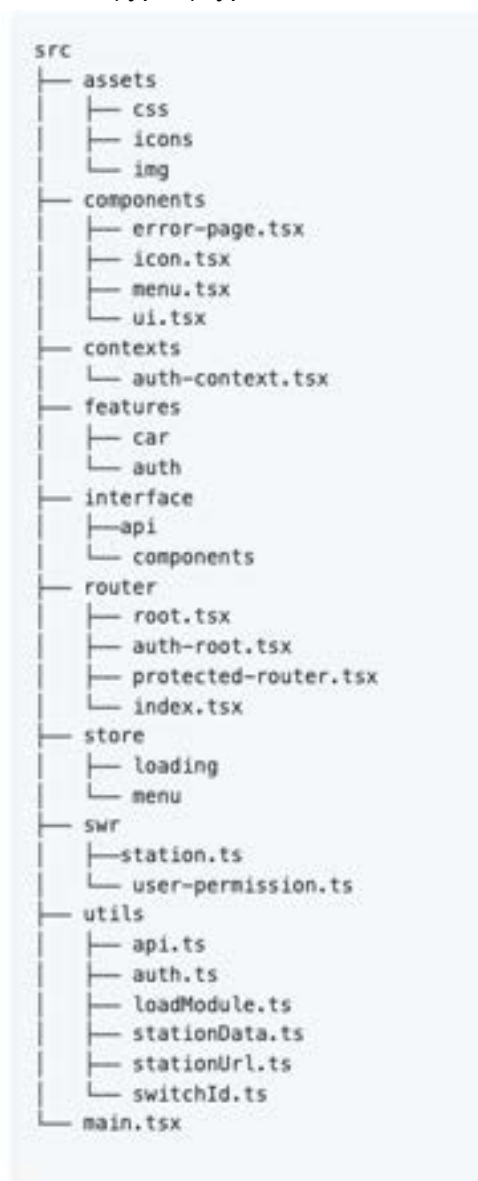 src
├── assets
│   ├── css
│   ├── icons
│   └── img
├── components
│   ├── error-page.tsx
│   ├── icon.tsx
│   ├── menu.tsx
│   └── ui.tsx
├── contexts
│   └── auth-context.tsx
├── features
│   ├── car
│   └── auth
├── interface
│   ├──api
│   └── components
├── router
│   ├── root.tsx
│   ├── auth-root.tsx
│   ├── protected-router.tsx
│   └── index.tsx
├── store
│   ├── loading
│   └── menu
├── swr
│   ├──station.ts
│   └── user-permission.ts
├── utils
│   ├── api.ts
│   ├── auth.ts
│   ├── loadModule.ts
│   ├── stationData.ts
│   ├── stationUrl.ts
│   └── switchId.ts
└── main.tsx